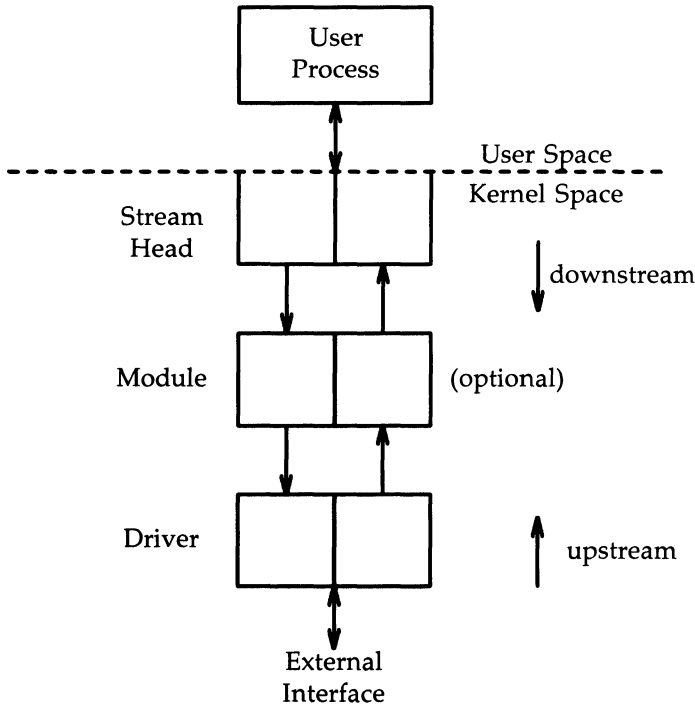 User
Process
User Space
Kernel Space
Stream
Head
downstream
Module
(optional)
Driver
upstream
External
Interface